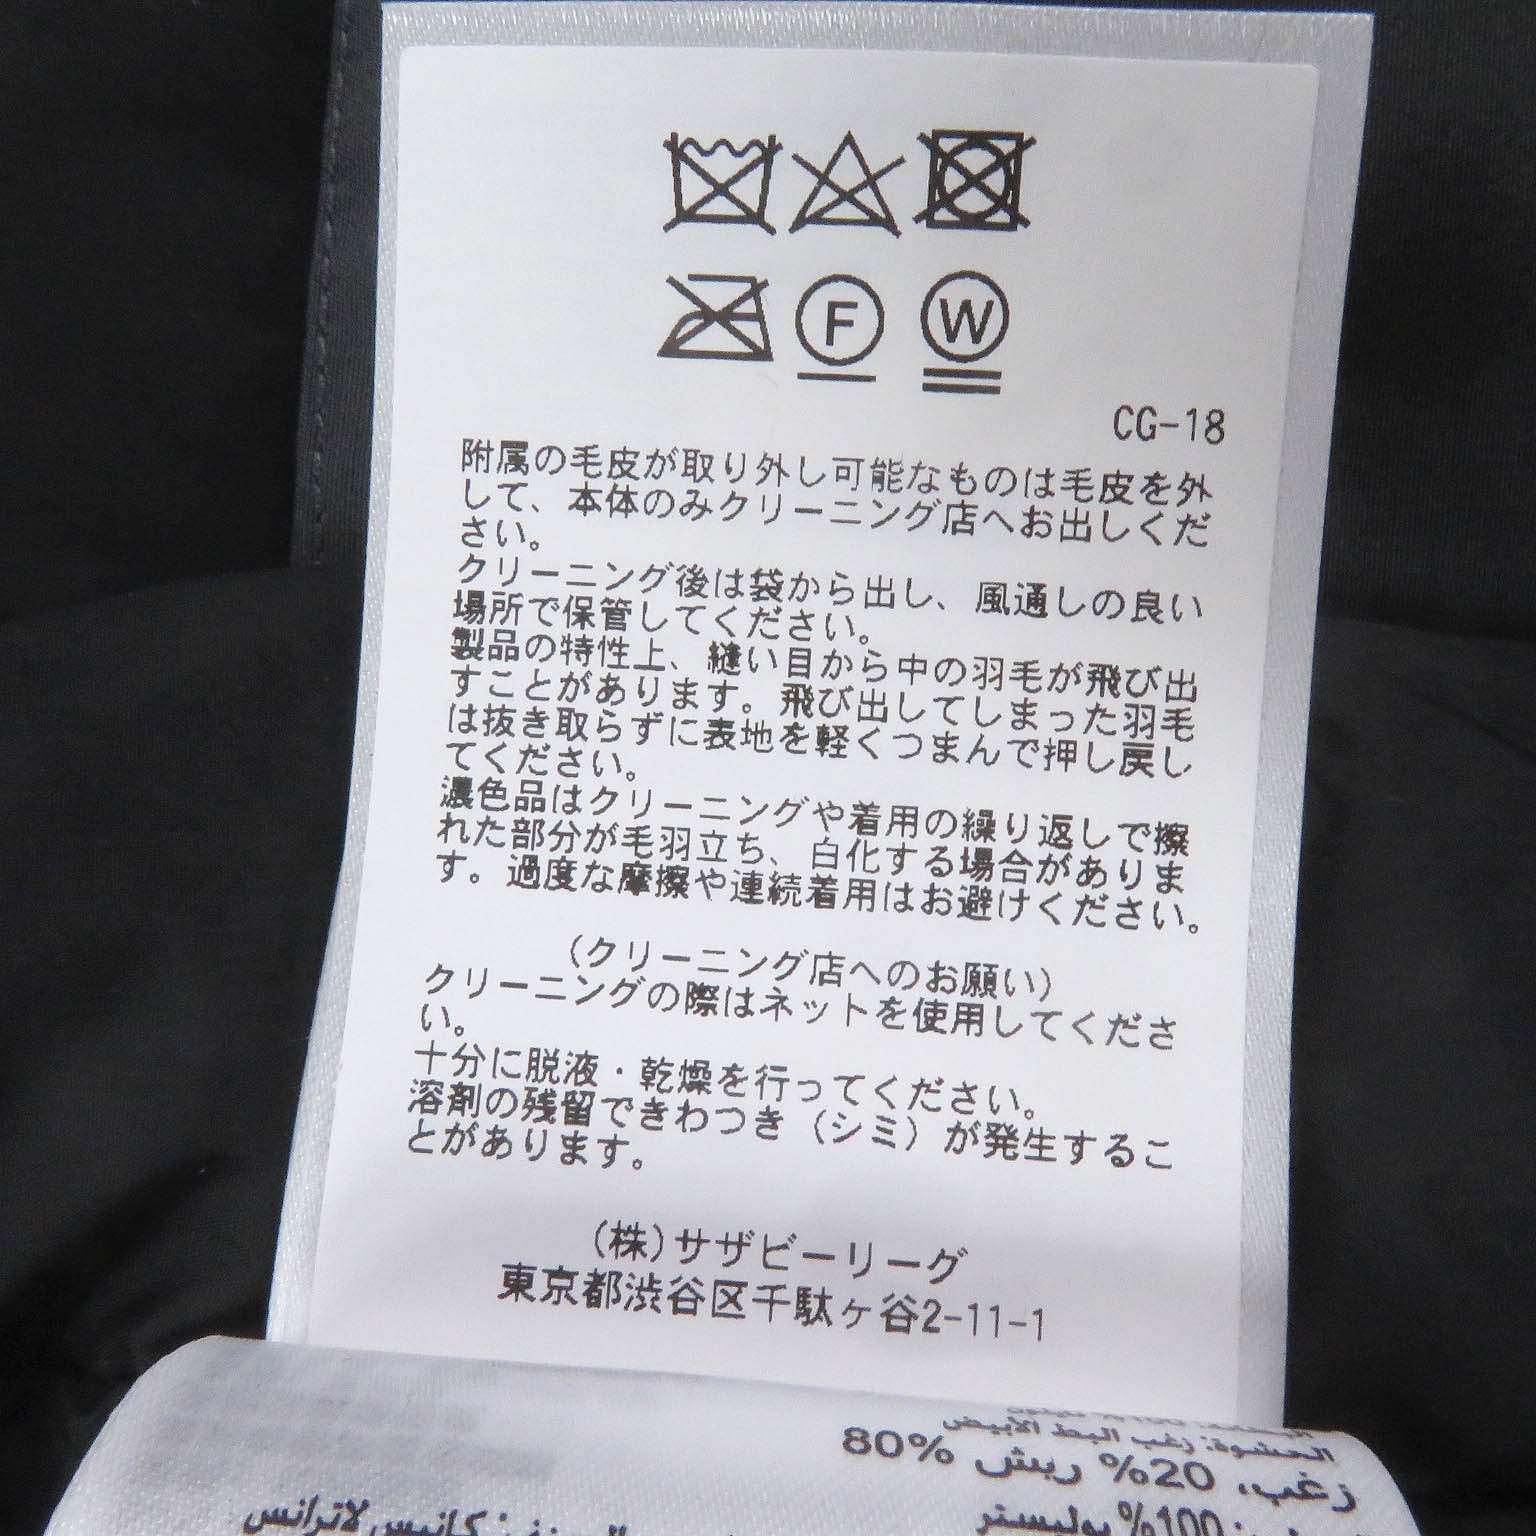 F W
CG-18
附属の毛皮が取り外し可能なものは毛皮を外
して、本体のみクリーニング店へお出しくだ
さい。
クリーニング後は袋から出し、風通しの良い
場所で保管してください。
製品の特性上、縫い目から中の羽毛が飛び出
すことがあります。飛び出してしまった羽毛
は抜き取らずに表地を軽くつまんで押し戻し
てください。
濃色品はクリーニングや着用の繰り返しで擦
れた部分が毛羽立ち、白化する場合がありま
す。過度な摩擦や連続着用はお避けください。
(クリーニング店へのお願い)
クリーニングの際はネットを使用してくださ
い。
十分に脱液・乾燥を行ってください。
溶剤の残留できわつき（シミ）が発生するこ
とがあります。
(株)サザビーリーグ
東京都渋谷区千駄ヶ谷2-11-1
الحشوة: زغب البط الأبيض
80% ريش %20 ،زغب
100% بوليستر
كانيس لاترانس